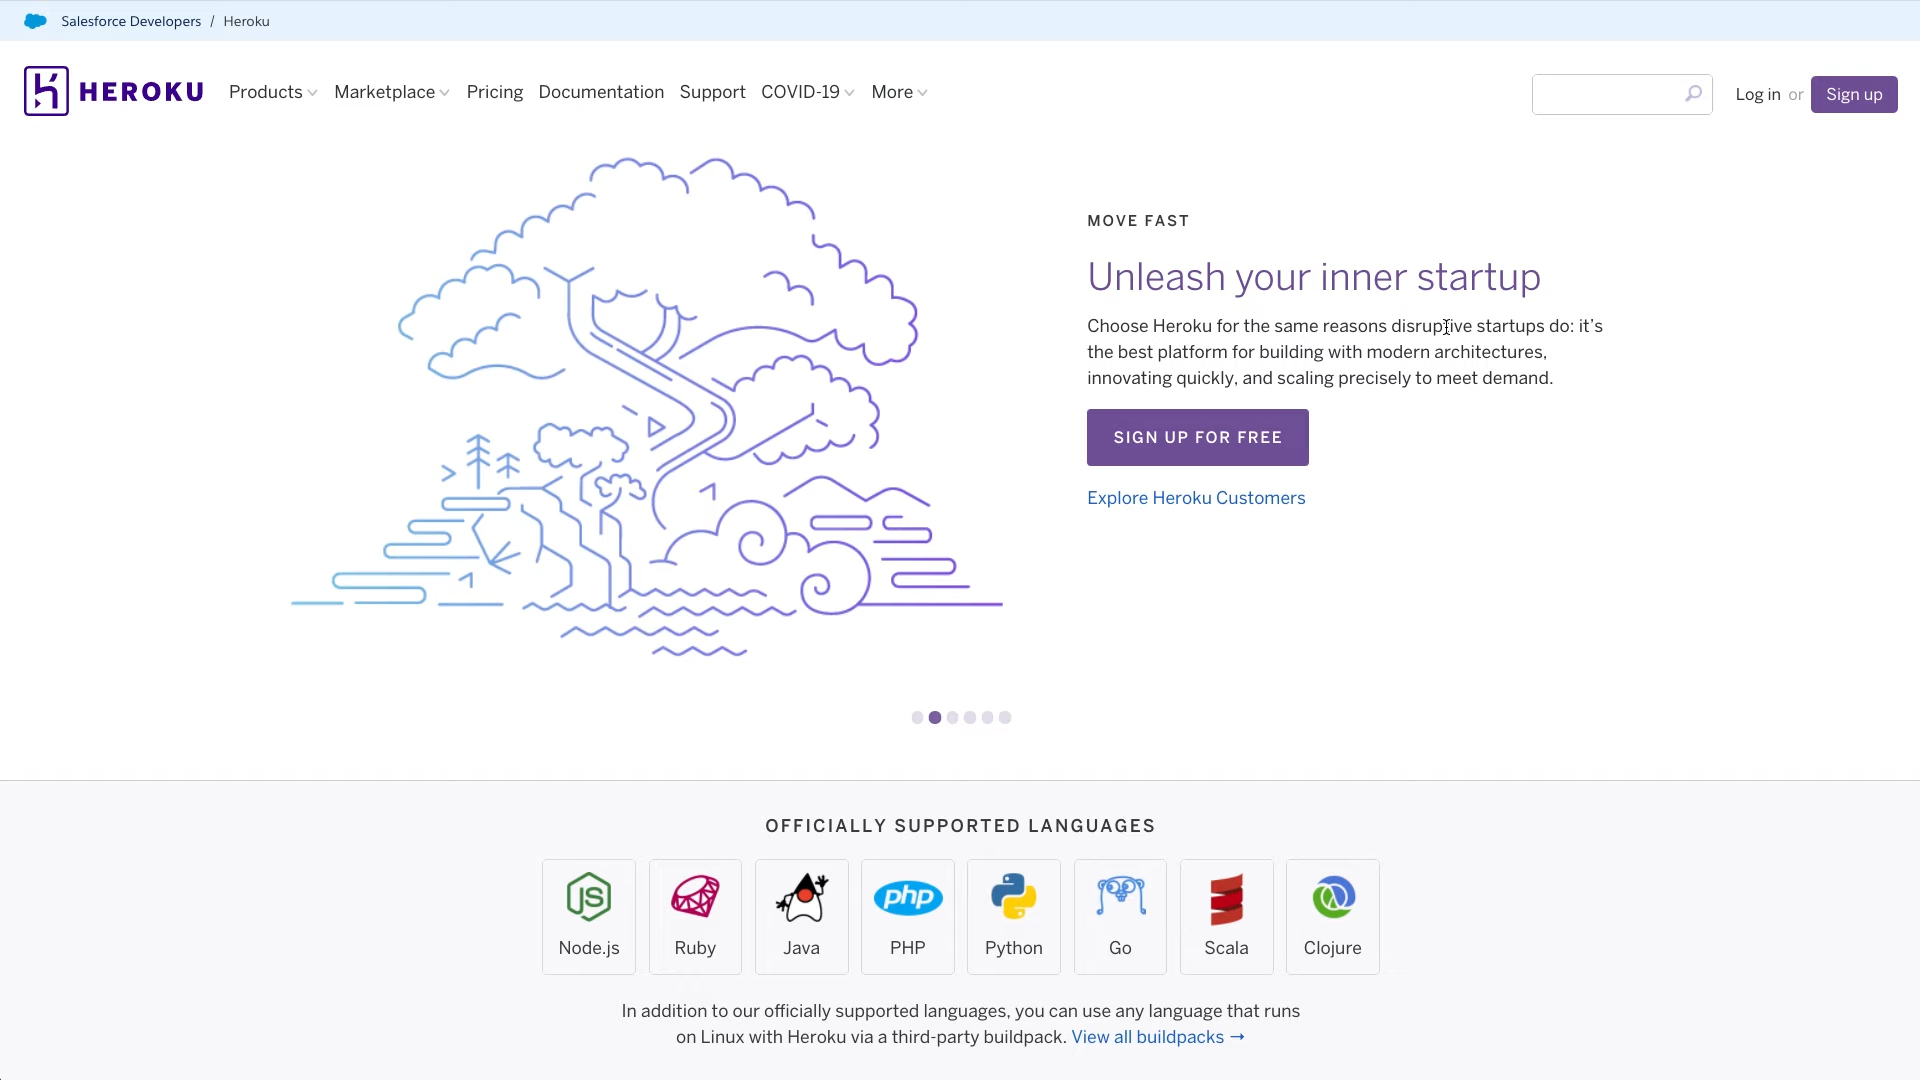 Salesforce Developers / Heroku
HEROKU Products Marketplace Pricing Documentation Support COVID-19 More Log in or Sign up
MOVE FAST
Unleash your inner startup
Choose Heroku for the same reasons disruptive startups do: it's
the best platform for building with modern architectures,
innovating quickly, and scaling precisely to meet demand.
SIGN UP FOR FREE
Explore Heroku Customers
OFFICIALLY SUPPORTED LANGUAGES
JS php
Node.js Ruby Java PHP Python Go Scala Clojure
In addition to our officially supported languages, you can use any language that runs
on Linux with Heroku via a third-party buildpack. View all buildpacks →